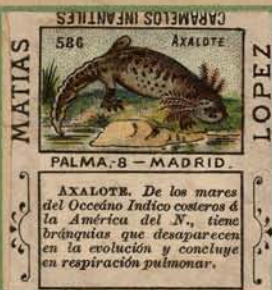 CARAMELOS INFANTILES
586 AXALOTE
MATIAS
LOPEZ
PALMA, 8 — MADRID.
AXALOTE. De los mares
del Occeáno Indico costeros á
la América del N., tiene
bránquias que desaparecen
en la evolución y concluye
en respiración pulmonar.